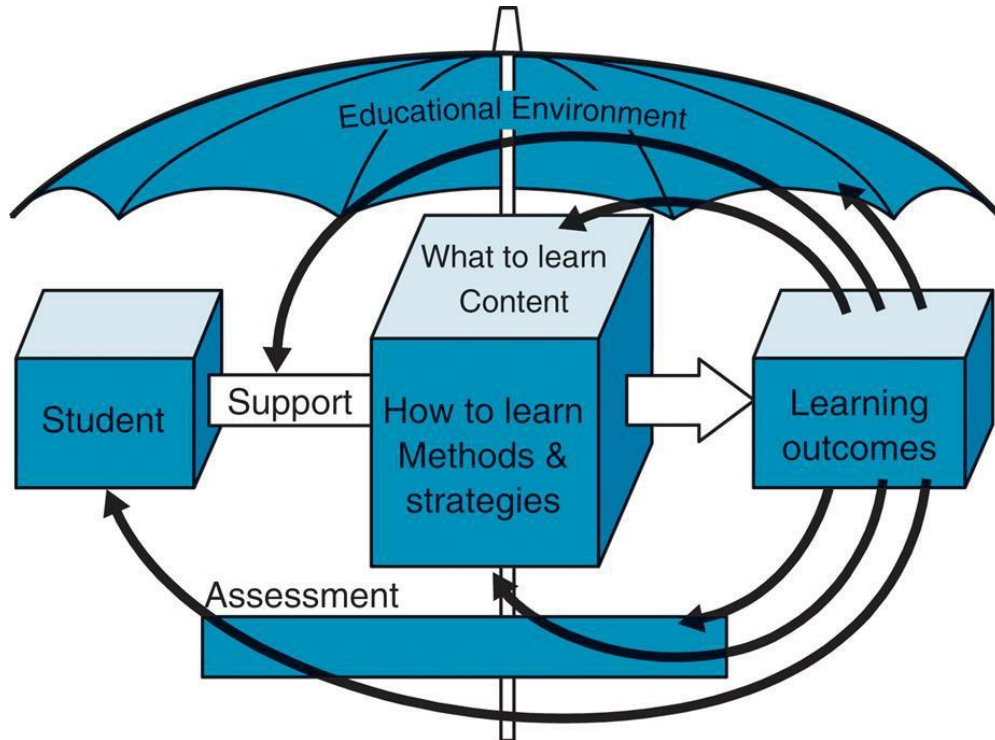 Educational Environment
What to learn
Content
Student
Support
How to learn
Methods &
strategies
Learning
outcomes
Assessment